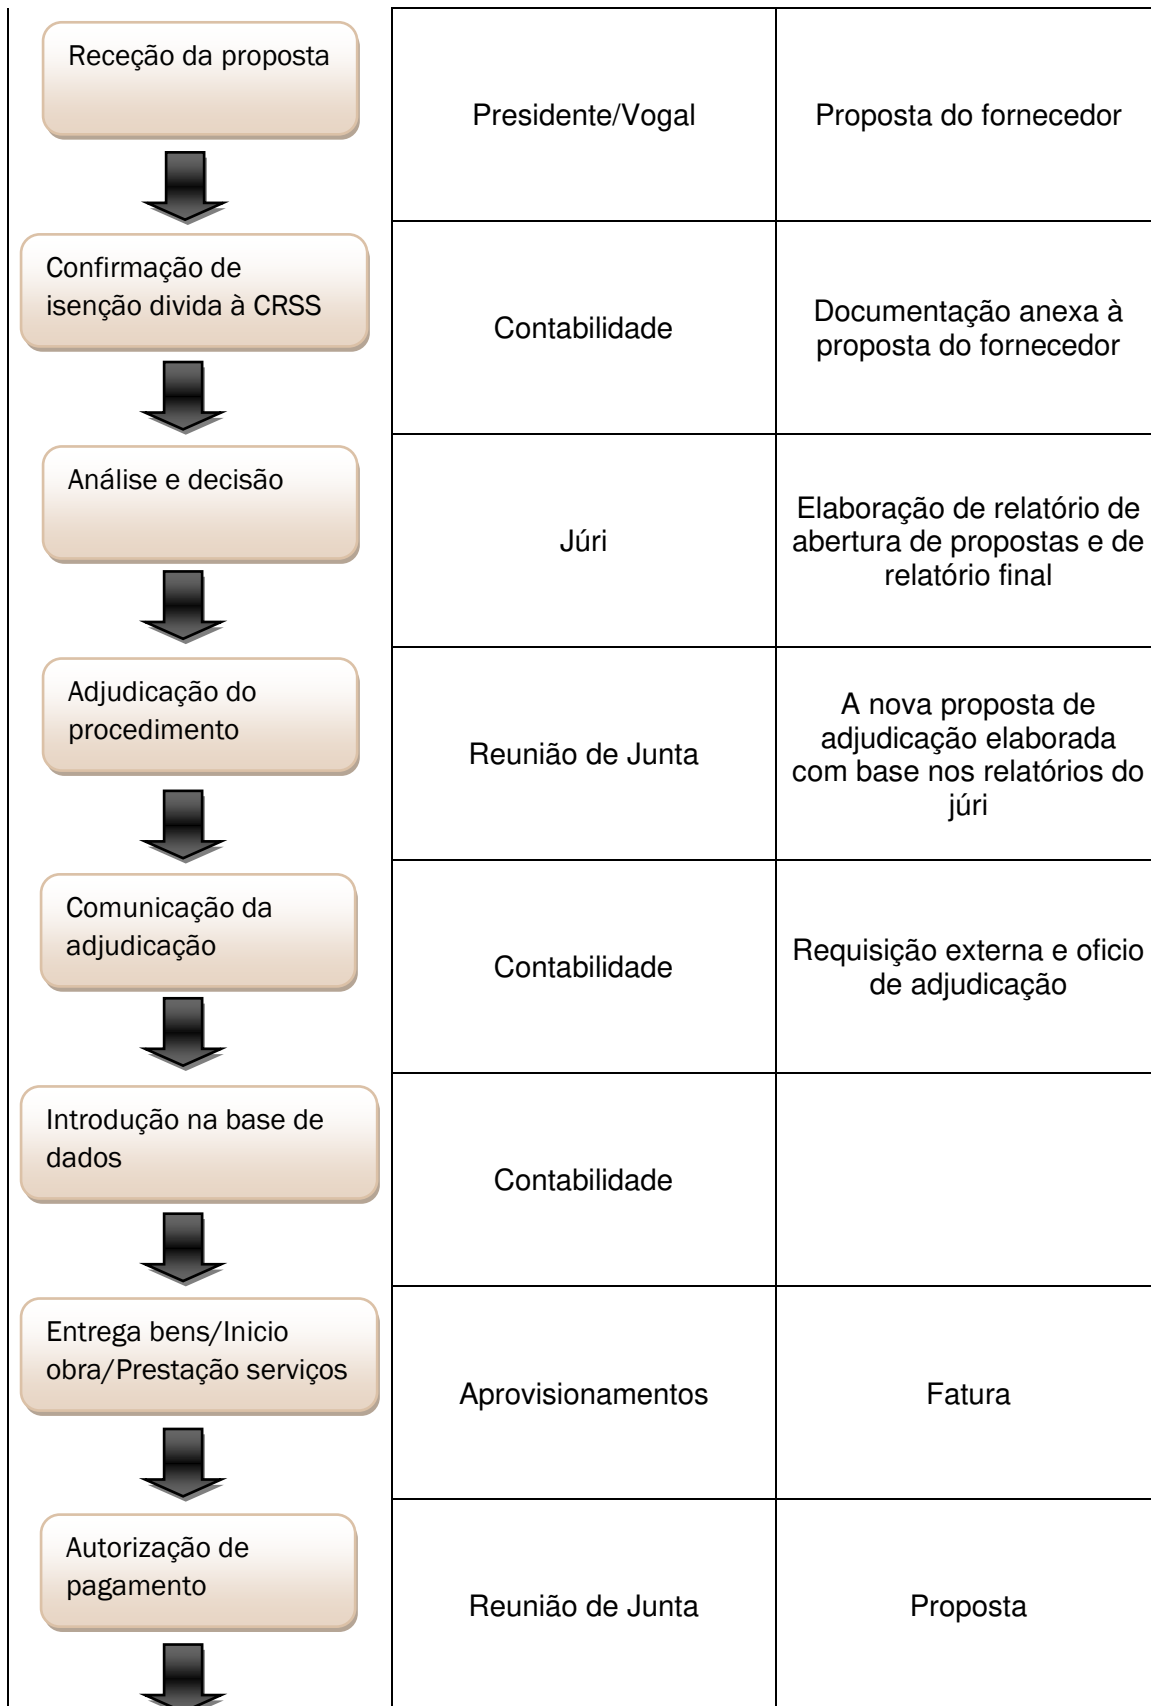 Receção da proposta
Presidente/Vogal
Proposta do fornecedor
Confirmação de
isenção divida à CRSS
Contabilidade
Documentação anexa à
proposta do fornecedor
Análise e decisão
Júri
Elaboração de relatório de
abertura de propostas e de
relatório final
Adjudicação do
procedimento
Reunião de Junta
A nova proposta de
adjudicação elaborada
com base nos relatórios do
júri
Comunicação da
adjudicação
Contabilidade
Requisição externa e oficio
de adjudicação
Introdução na base de
dados
Contabilidade
Entrega bens/Inicio
obra/Prestação serviços
Aprovisionamentos
Fatura
Autorização de
pagamento
Reunião de Junta
Proposta